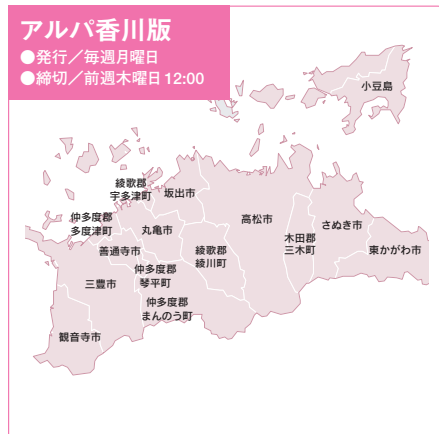 アルパ香川版
●発行／毎週月曜日
●締切／前週木曜日12:00
小豆島
綾歌郡
宇多津町
坂出市
仲多度郡
多度津町
丸亀市
高松市
さぬき市
木田郡
三木町
東かがわ市
善通寺市
綾歌郡
綾川町
三豊市
仲多度郡
琴平町
仲多度郡
まんのう町
観音寺市